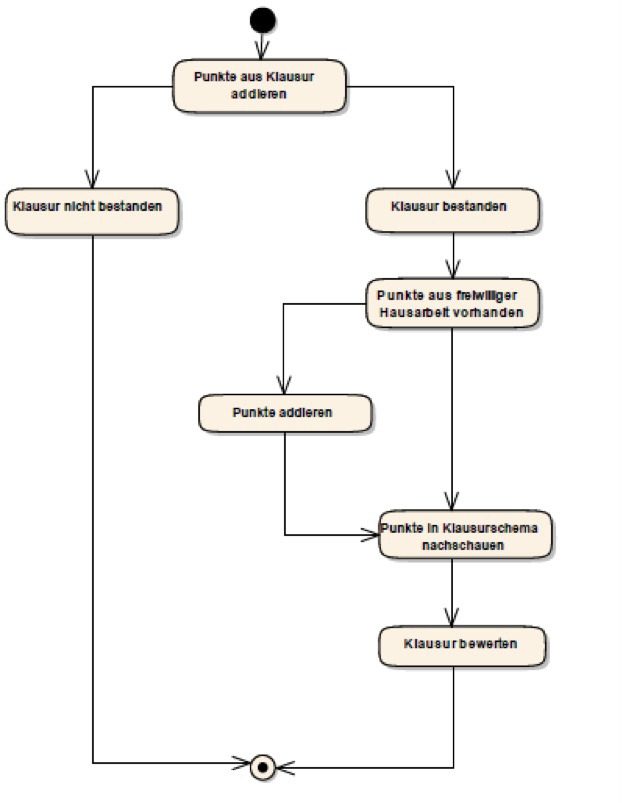 Punkte aus Klausur
addieren
Klausur nicht bestanden
Klausur bestanden
Punkte aus freiwilliger
Hausarbeit vorhanden
Punkte addieren
Punkte in Klausurschema
nachschauen
Klausur bewerten